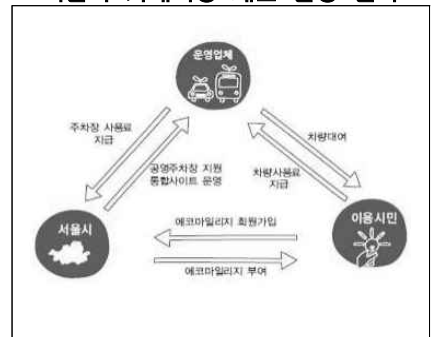 운영업체
주차장 사용료
지급
차량대여
공영주차장 지원
통합사이트 운영
차량사용료
지급
서울시
에코마일리지 회원가입
이용시민
에코마일리지 부여